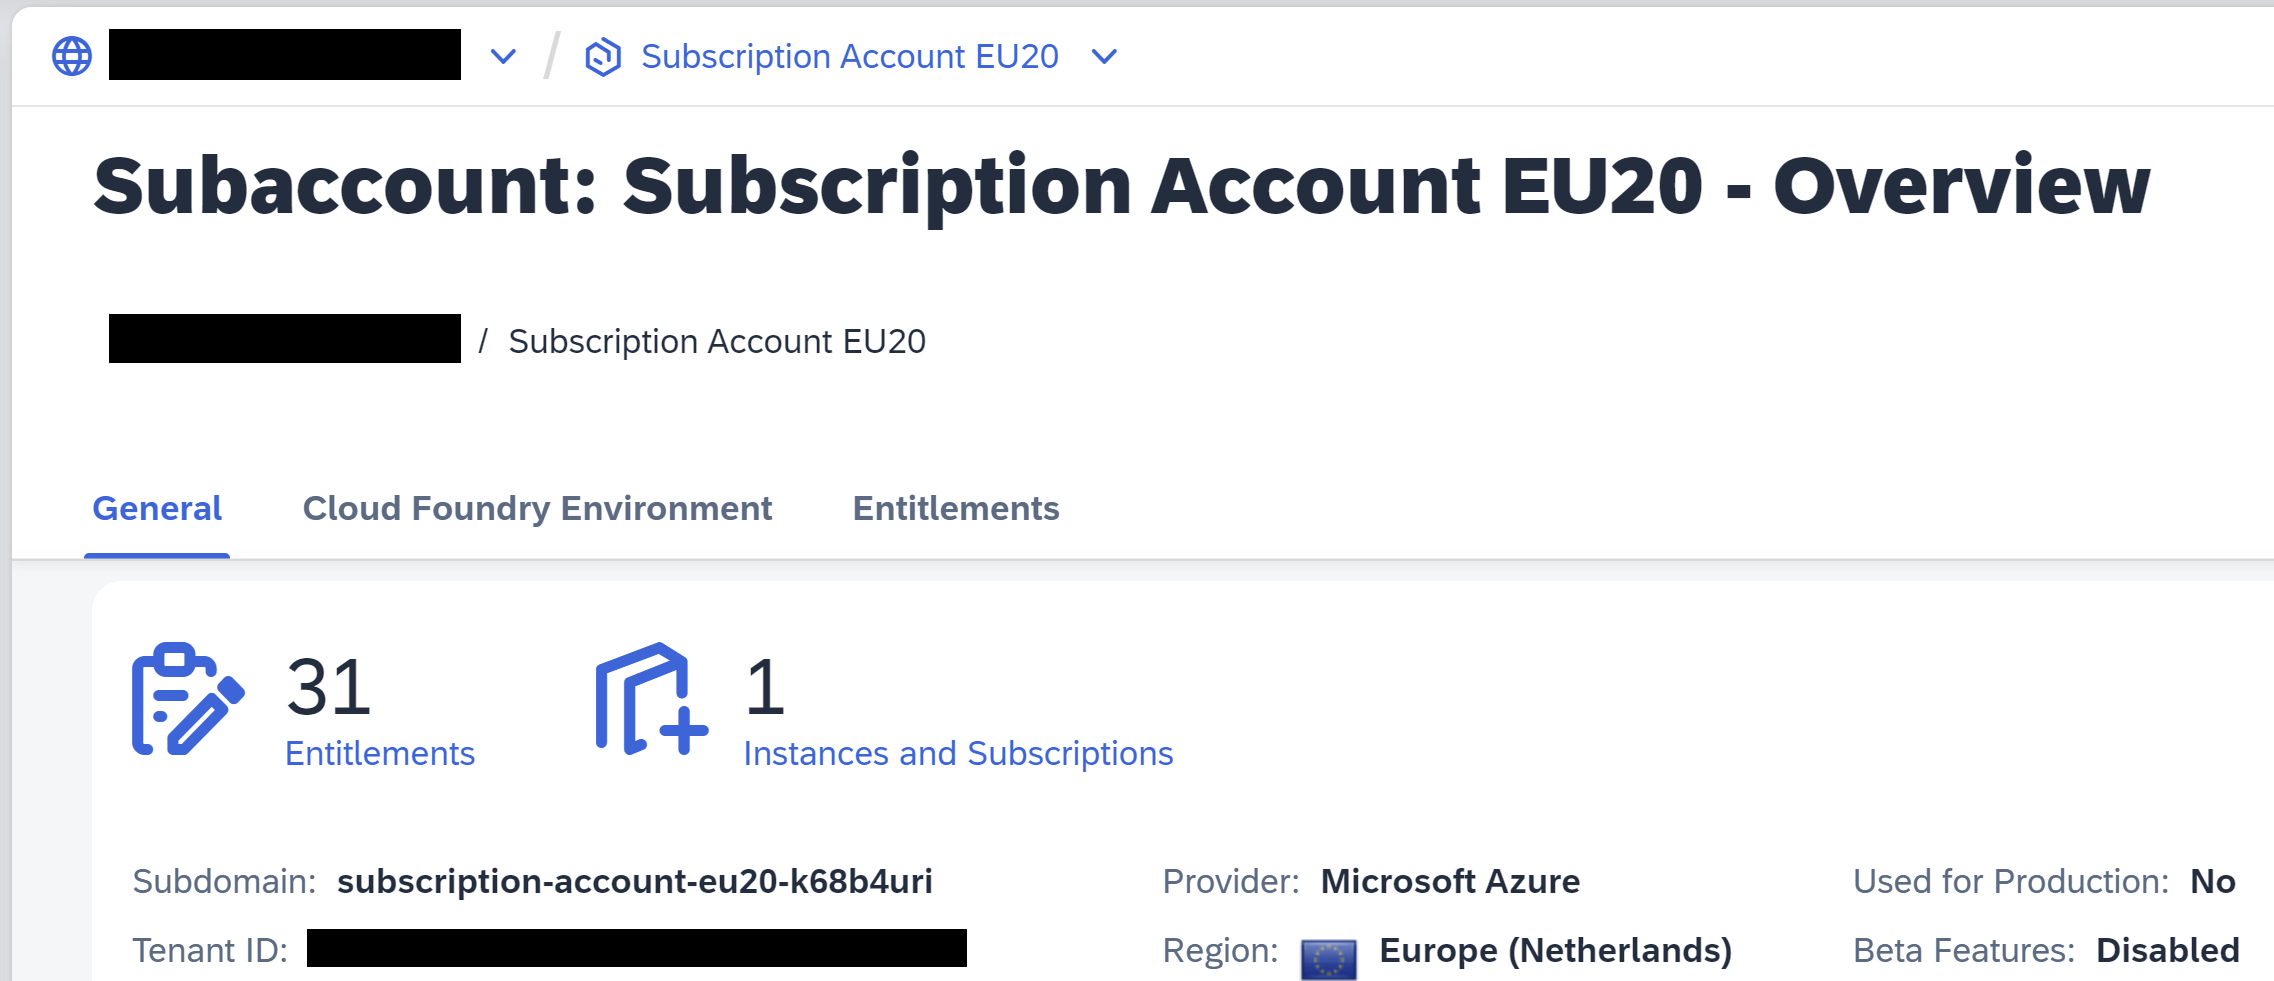 / Subscription Account EU20
Subaccount: Subscription Account EU20 - Overview
/ Subscription Account EU20
General Cloud Foundry Environment Entitlements
31 1
Entitlements Instances and Subscriptions
Subdomain: subscription-account-eu20-k68b4uri Provider: Microsoft Azure Used for Production: No
Tenant ID: Region: Europe (Netherlands) Beta Features: Disabled